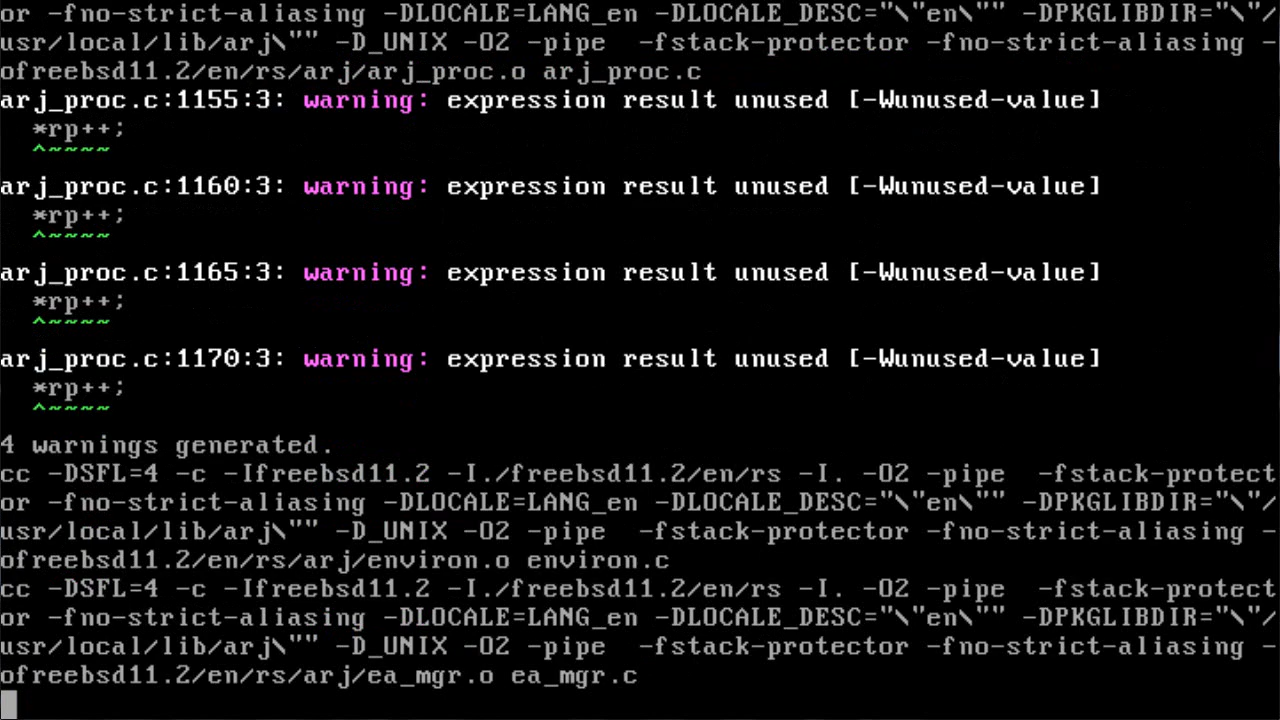 or -fno-strict-aliasing -DLOCALE=LANG_en -DLOCALE_DESC="\"en\"" -DPKGLIBDIR="\"/
usr/local/lib/arj\"" -D_UNIX -O2 -pipe  -fstack-protector -fno-strict-aliasing -
ofreebsd11.2/en/rs/arj/arj_proc.o arj_proc.c
arj_proc.c:1155:3: warning: expression result unused [-Wunused-value]
  *rp++;
  ^~~~~
arj_proc.c:1160:3: warning: expression result unused [-Wunused-value]
  *rp++;
  ^~~~~
arj_proc.c:1165:3: warning: expression result unused [-Wunused-value]
  *rp++;
  ^~~~~
arj_proc.c:1170:3: warning: expression result unused [-Wunused-value]
  *rp++;
  ^~~~~
4 warnings generated.
cc -DSFL=4 -c -Ifreebsd11.2 -I./freebsd11.2/en/rs -I. -O2 -pipe  -fstack-protect
or -fno-strict-aliasing -DLOCALE=LANG_en -DLOCALE_DESC="\"en\"" -DPKGLIBDIR="\"/
usr/local/lib/arj\"" -D_UNIX -O2 -pipe  -fstack-protector -fno-strict-aliasing -
ofreebsd11.2/en/rs/arj/environ.o environ.c
cc -DSFL=4 -c -Ifreebsd11.2 -I./freebsd11.2/en/rs -I. -O2 -pipe  -fstack-protect
or -fno-strict-aliasing -DLOCALE=LANG_en -DLOCALE_DESC="\"en\"" -DPKGLIBDIR="\"/
usr/local/lib/arj\"" -D_UNIX -O2 -pipe  -fstack-protector -fno-strict-aliasing -
ofreebsd11.2/en/rs/arj/ea_mgr.o ea_mgr.c